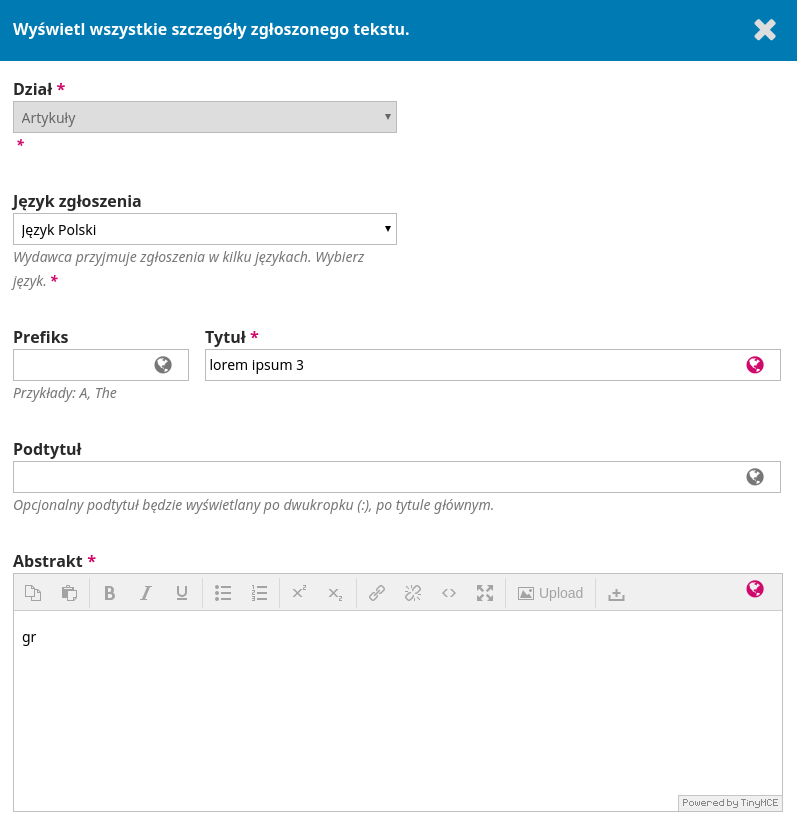 Wyświetl wszystkie szczegóły zgłoszonego tekstu.
Dział *
Artykuły
*
Język zgłoszenia
Język Polski
Wydawca przyjmuje zgłoszenia w kilku językach. Wybierz
język. *
Prefiks
Tytuł *
lorem ipsum 3
Przykłady: A, The
Podtytuł
Opcjonalny podtytuł będzie wyświetlany po dwukropku (:), po tytule głównym.
Abstrakt *
B I U x² x₂ <> Upload
gr
Powered by TinyMCE